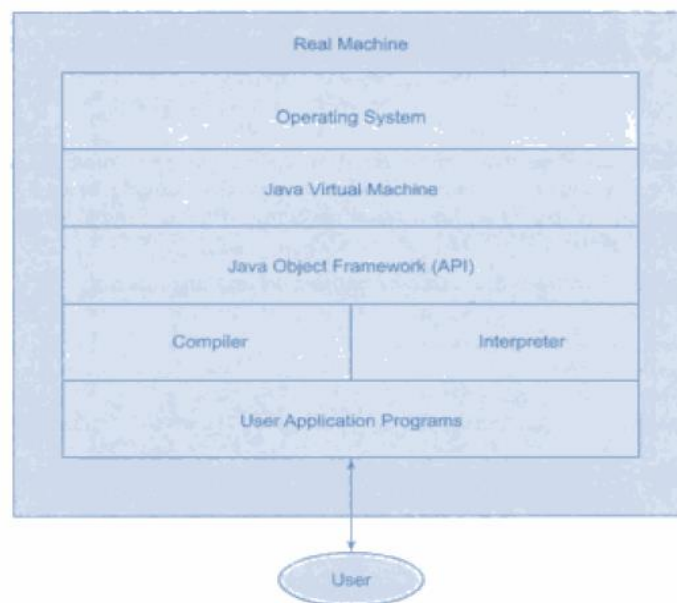 Real Machine
Operating System
Java Virtual Machine
Java Object Framework (API)
Compiler Interpreter
User Application Programs
User